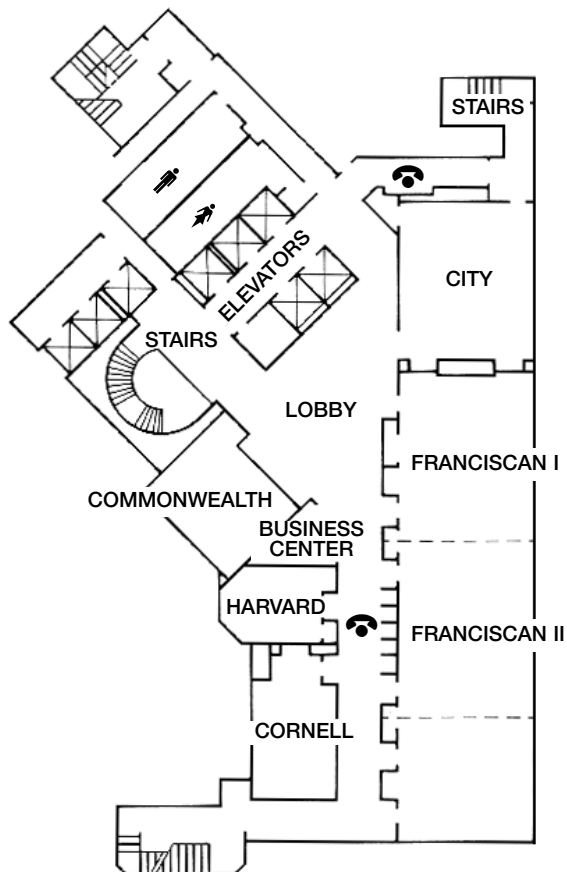 STAIRS
CITY
ELEVATORS
STAIRS
LOBBY
FRANCISCAN I
COMMONWEALTH
BUSINESS
CENTER
HARVARD
FRANCISCAN II
CORNELL